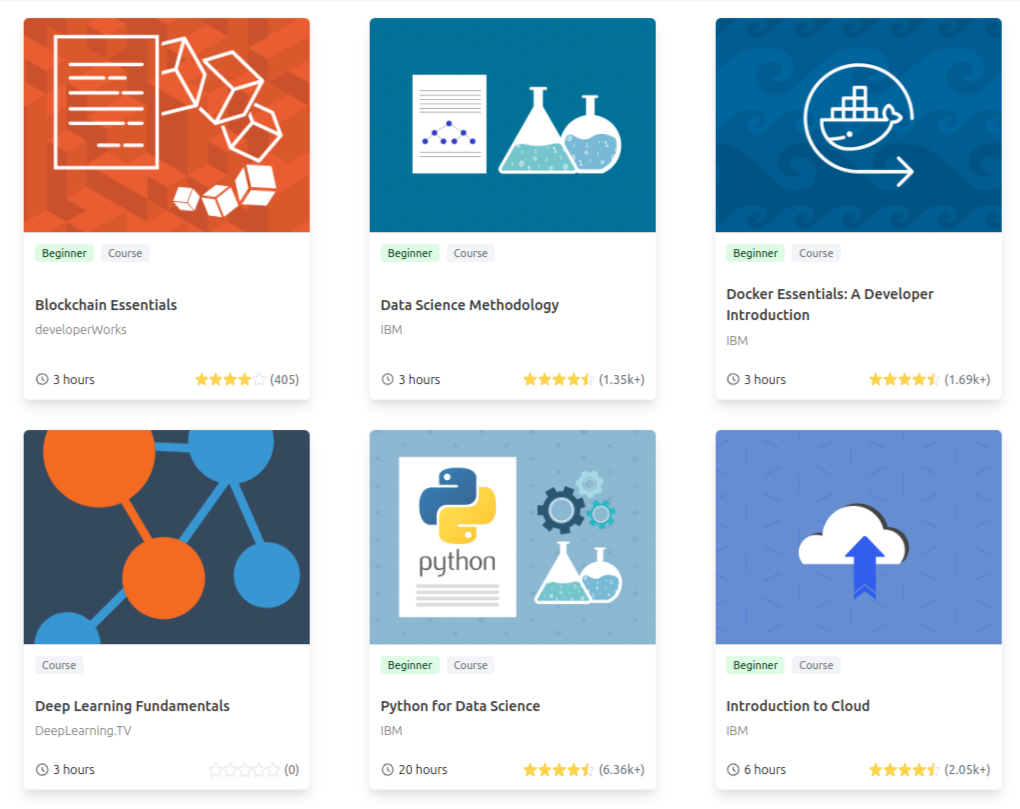 Beginner Course
Blockchain Essentials
developerWorks
3 hours (405)
Beginner Course
Data Science Methodology
IBM
3 hours (1.35k+)
Beginner Course
Docker Essentials: A Developer
Introduction
IBM
3 hours (1.69k+)
Course
Deep Learning Fundamentals
DeepLearning.TV
3 hours (0)
python
Beginner Course
Python for Data Science
IBM
20 hours (6.36k+)
Beginner Course
Introduction to Cloud
IBM
6 hours (2.05k+)